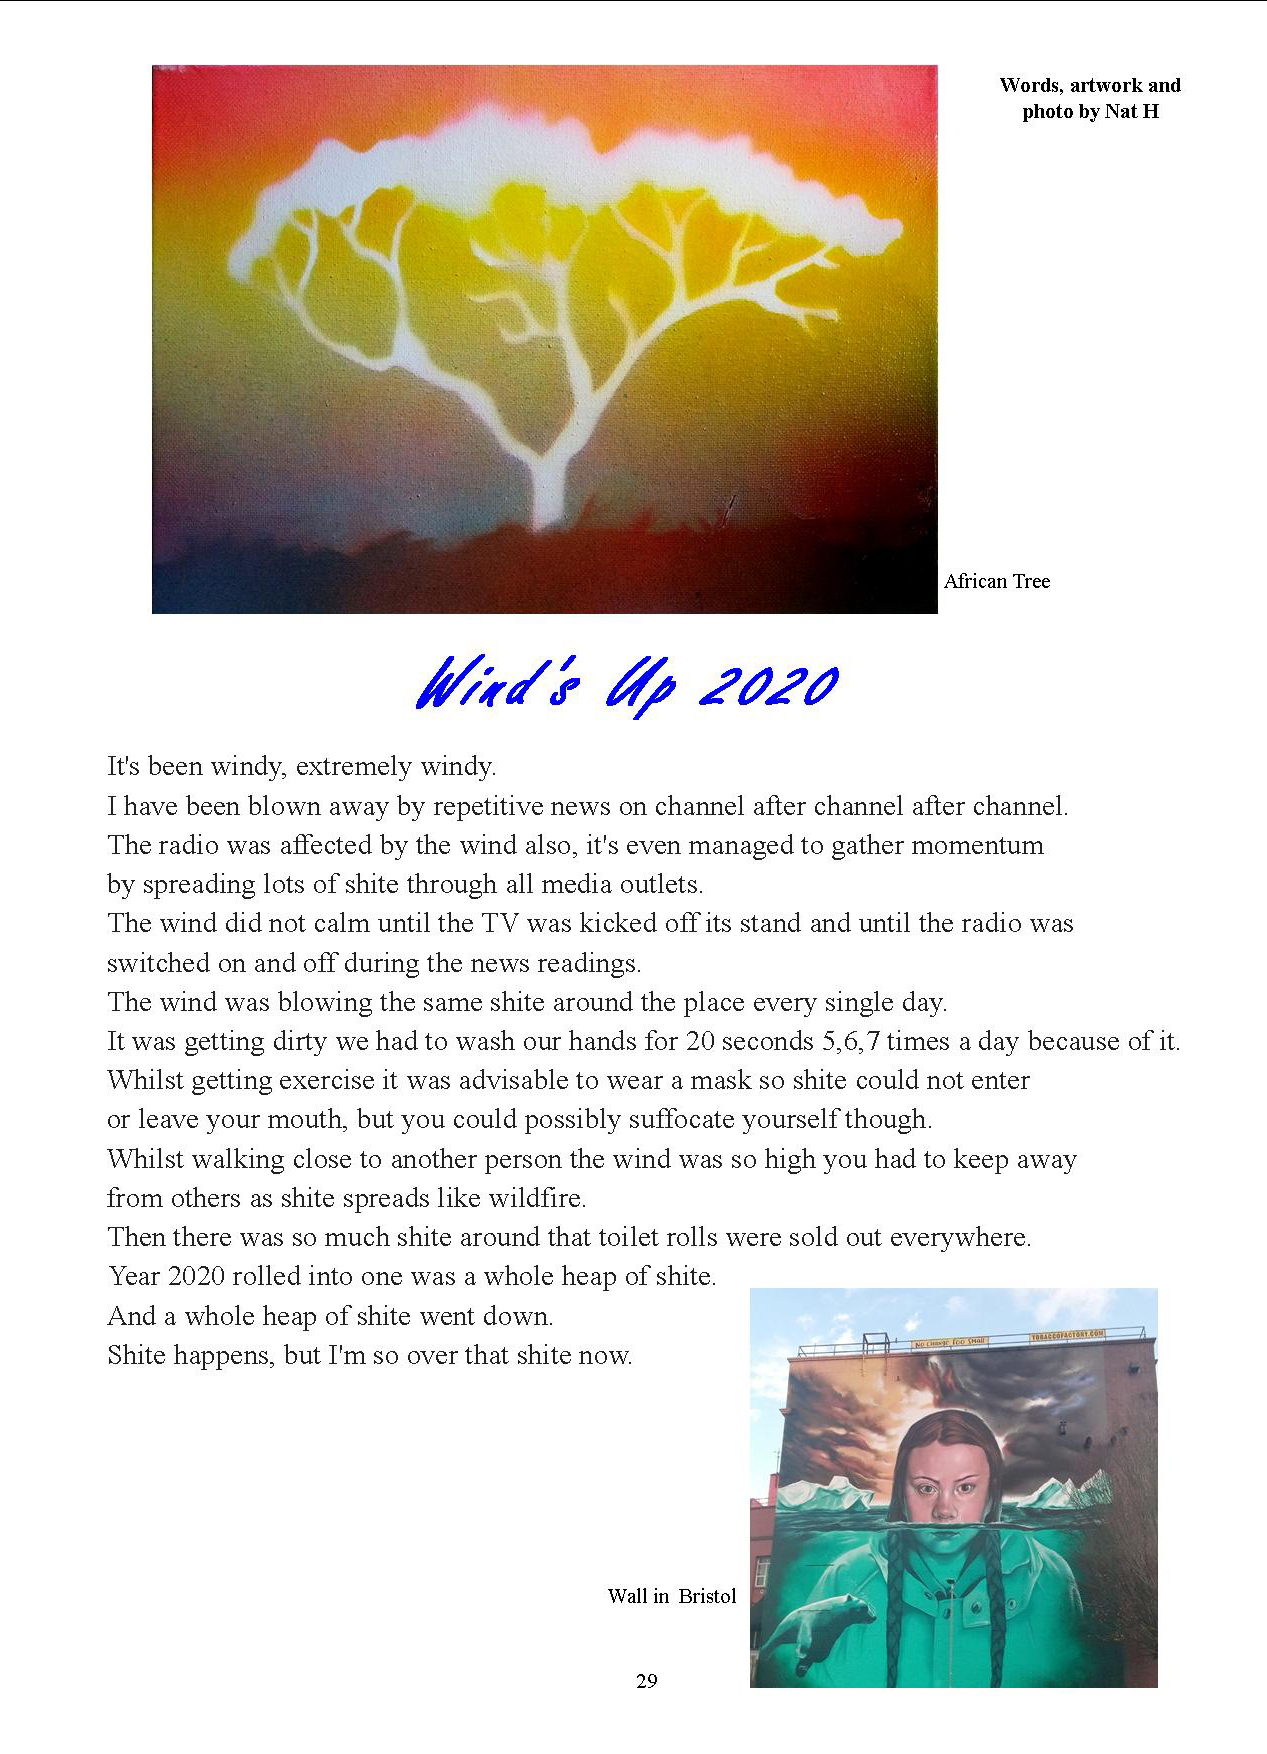 Words, artwork and
photo by Nat H
African Tree
Wind's Up 2020
It's been windy, extremely windy.
I have been blown away by repetitive news on channel after channel after channel.
The radio was affected by the wind also, it's even managed to gather momentum
by spreading lots of shite through all media outlets.
The wind did not calm until the TV was kicked off its stand and until the radio was
switched on and off during the news readings.
The wind was blowing the same shite around the place every single day.
It was getting dirty we had to wash our hands for 20 seconds 5,6,7 times a day because of it.
Whilst getting exercise it was advisable to wear a mask so shite could not enter
or leave your mouth, but you could possibly suffocate yourself though.
Whilst walking close to another person the wind was so high you had to keep away
from others as shite spreads like wildfire.
Then there was so much shite around that toilet rolls were sold out everywhere.
Year 2020 rolled into one was a whole heap of shite.
And a whole heap of shite went down.
Shite happens, but I'm so over that shite now.
No Change Too Small
TOBACCOFACTORY.COM
Wall in Bristol
29